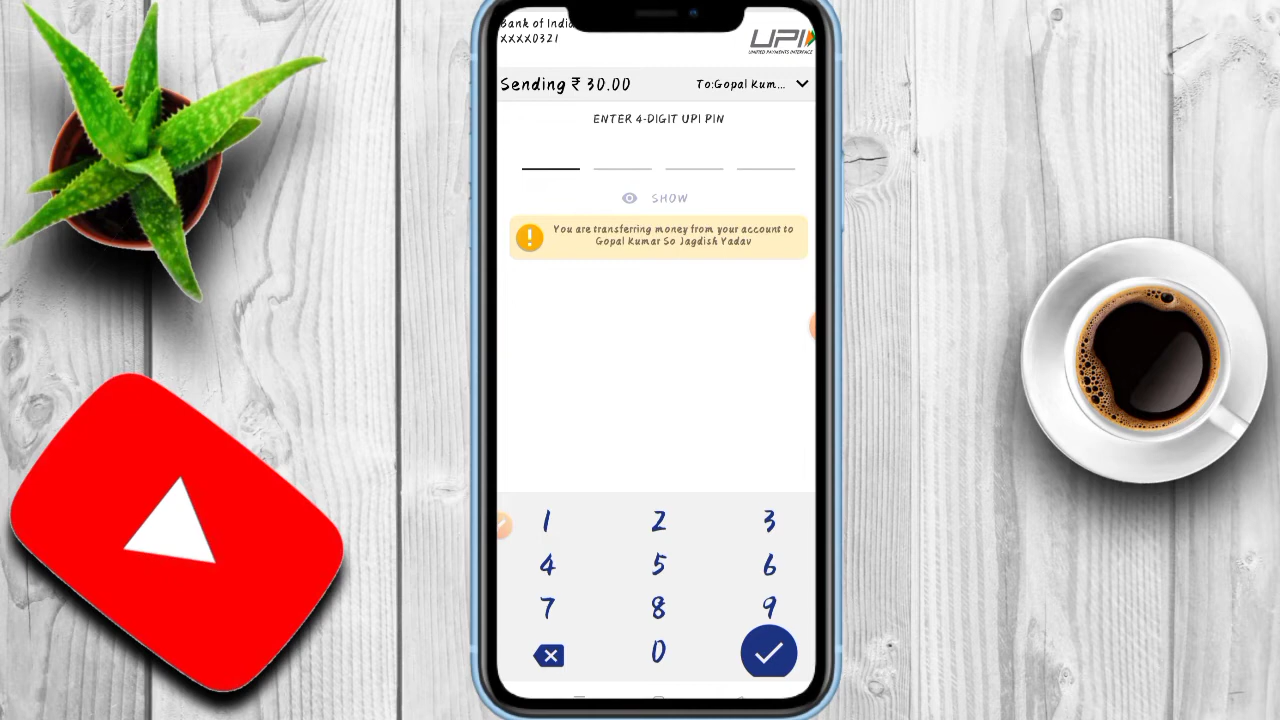 Bank of India
XXXX0321
UPI
UNIFIED PAYMENTS INTERFACE
Sending ₹ 30.00
To:Gopal Kum...
ENTER 4-DIGIT UPI PIN
SHOW
You are transferring money from your account to
Gopal Kumar So Jagdish Yadav
1 2 3
4 5 6
7 8 9
0